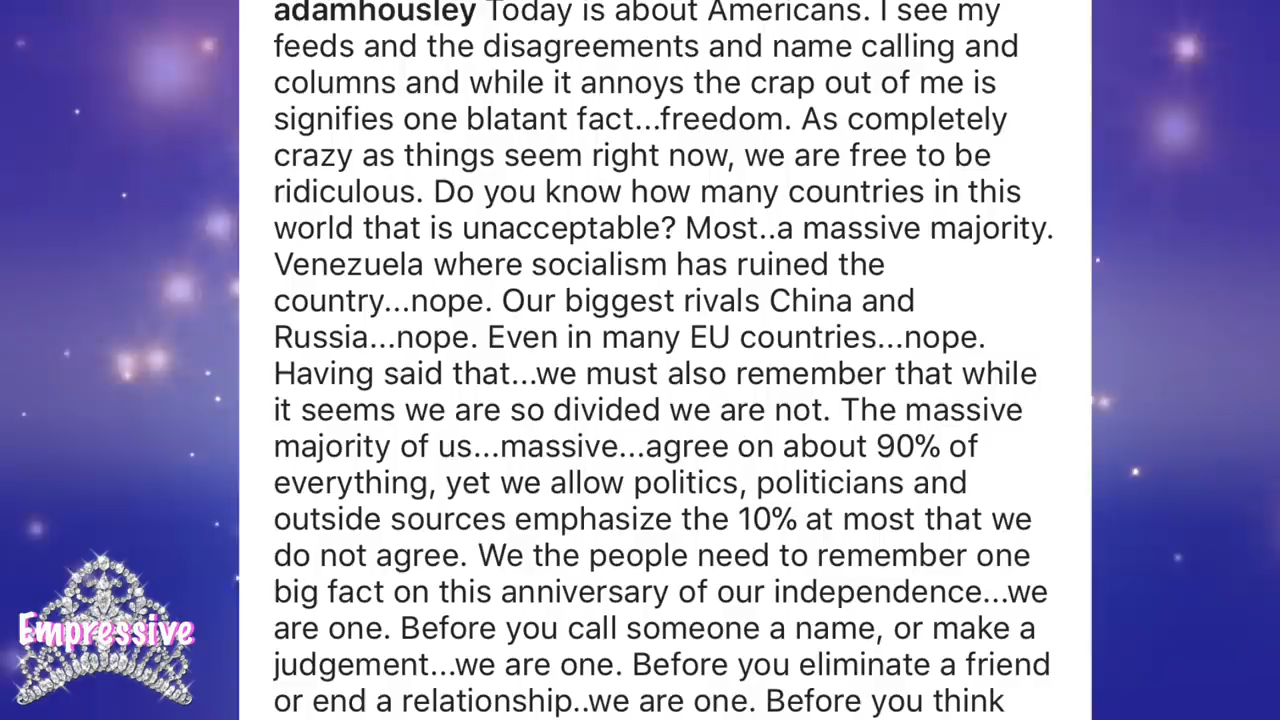 adamhousley Today is about Americans. I see my
feeds and the disagreements and name calling and
columns and while it annoys the crap out of me is
signifies one blatant fact...freedom. As completely
crazy as things seem right now, we are free to be
ridiculous. Do you know how many countries in this
world that is unacceptable? Most..a massive majority.
Venezuela where socialism has ruined the
country...nope. Our biggest rivals China and
Russia...nope. Even in many EU countries...nope.
Having said that...we must also remember that while
it seems we are so divided we are not. The massive
majority of us...massive...agree on about 90% of
everything, yet we allow politics, politicians and
outside sources emphasize the 10% at most that we
do not agree. We the people need to remember one
big fact on this anniversary of our independence...we
are one. Before you call someone a name, or make a
judgement...we are one. Before you eliminate a friend
or end a relationship..we are one. Before you think
Empressive